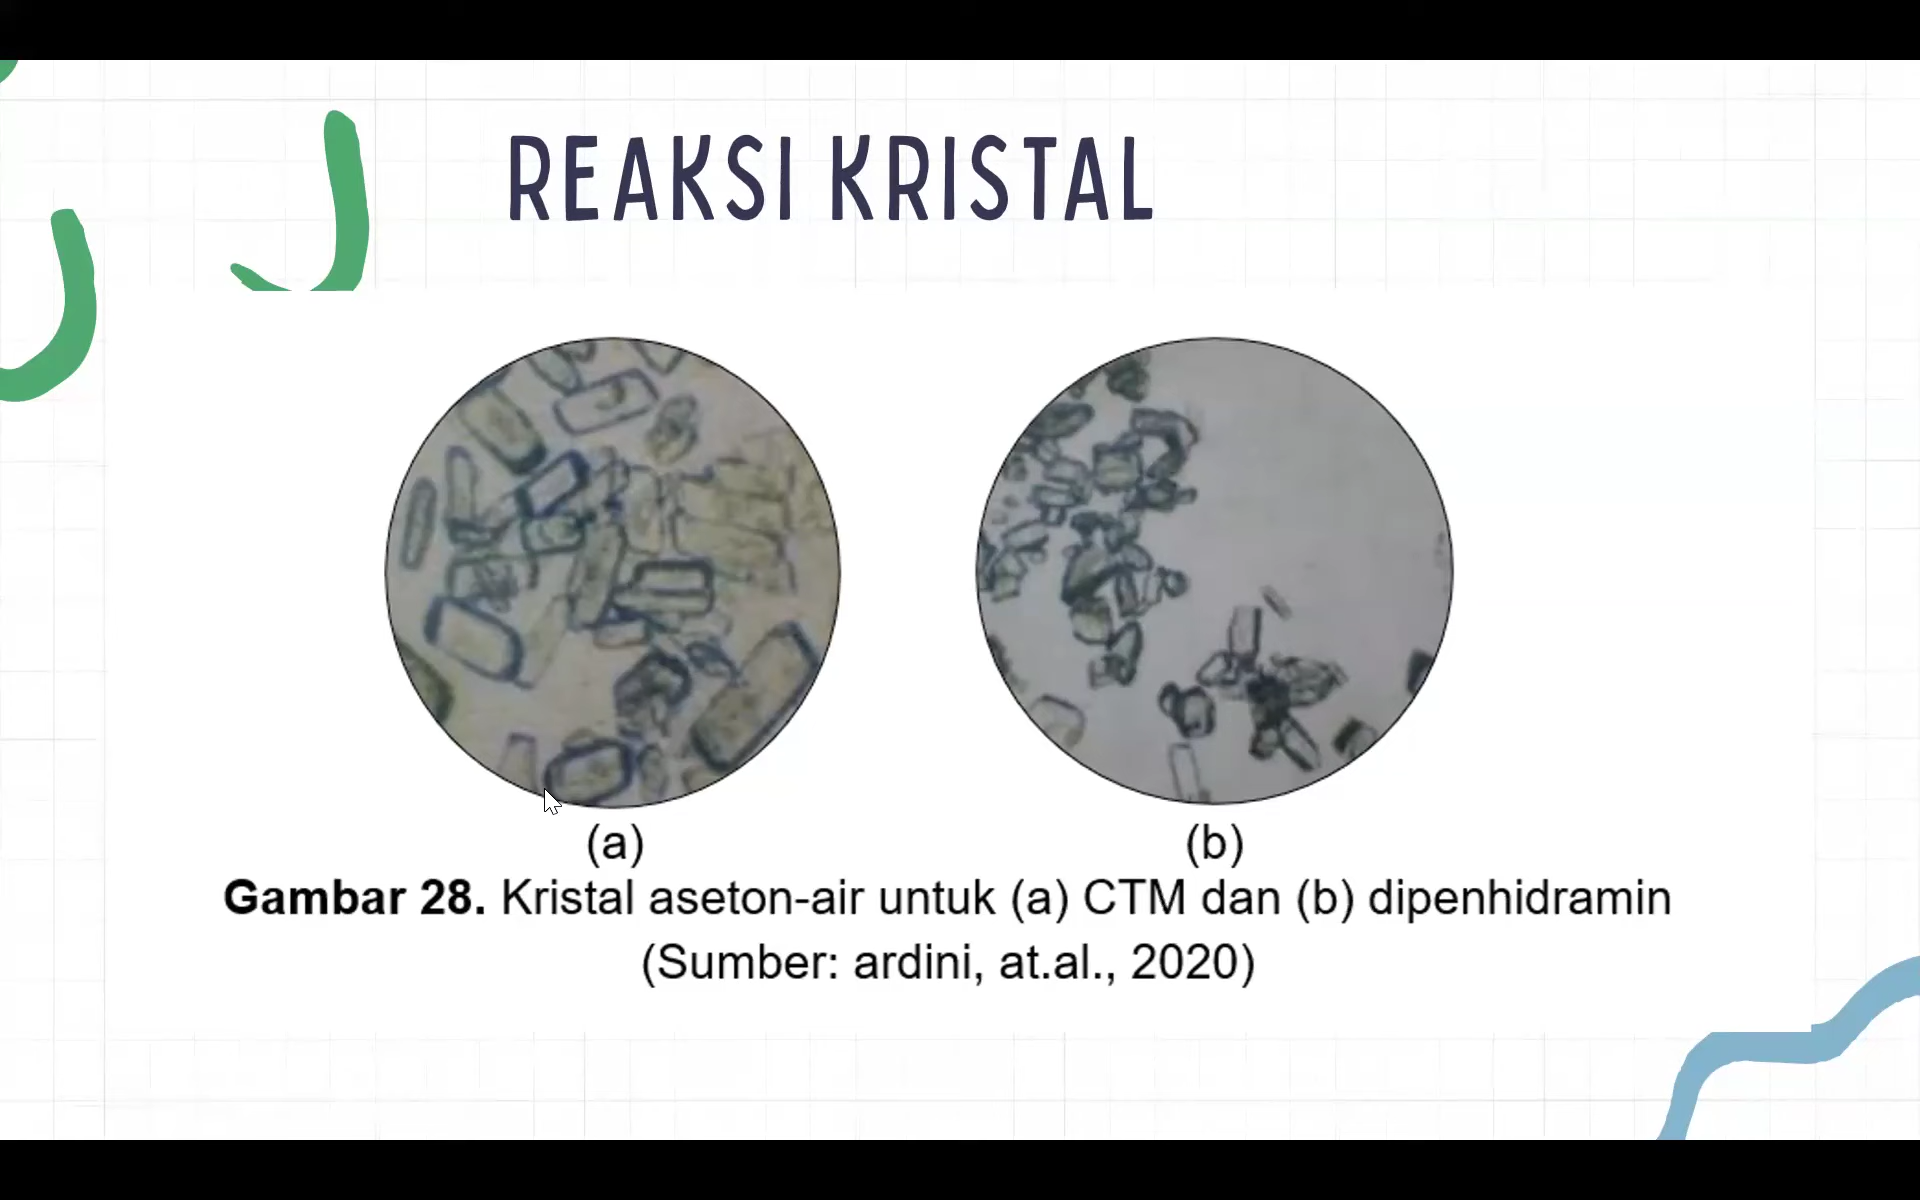 REAKSI KRISTAL
(a) (b)
Gambar 28. Kristal aseton-air untuk (a) CTM dan (b) dipenhidramin
(Sumber: ardini, at.al., 2020)